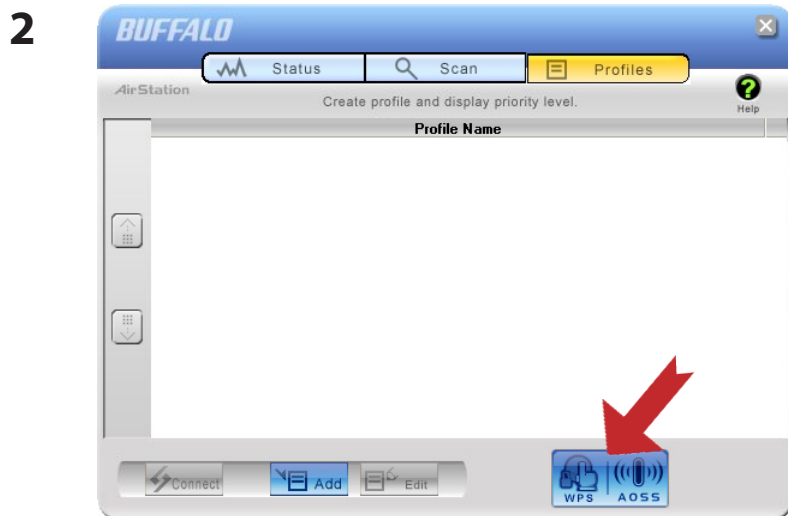 2
BUFFALO
Status
Scan
Profiles
AirStation
Create profile and display priority level.
?
Help
Profile Name
Connect
Add
Edit
WPS
AOSS